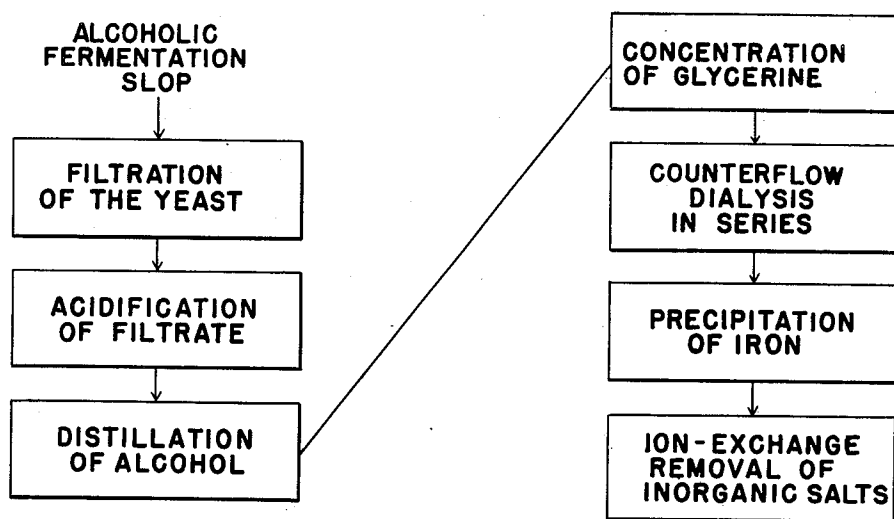 ALCOHOLIC
FERMENTATION
SLOP
FILTRATION
OF THE YEAST
ACIDIFICATION
OF FILTRATE
DISTILLATION
OF ALCOHOL
CONCENTRATION
OF GLYCERINE
COUNTERFLOW
DIALYSIS
IN SERIES
PRECIPITATION
OF IRON
ION-EXCHANGE
REMOVAL OF
INORGANIC SALTS